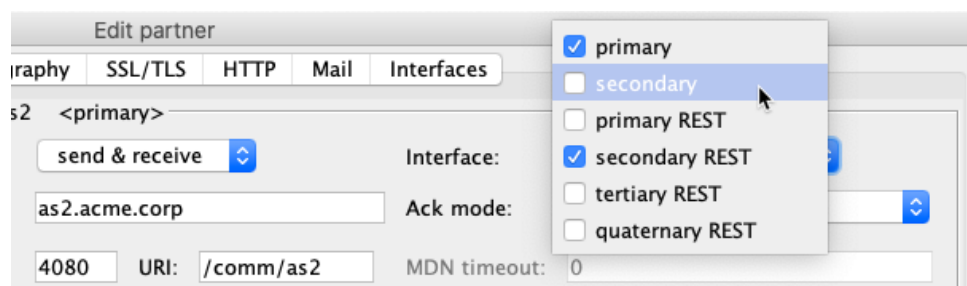 Edit partner
graphy SSL/TLS HTTP Mail Interfaces
s2 <primary>
send & receive Interface:
as2.acme.corp Ack mode:
4080 URI: /comm/as2 MDN timeout: 0
primary
secondary
primary REST
secondary REST
tertiary REST
quaternary REST